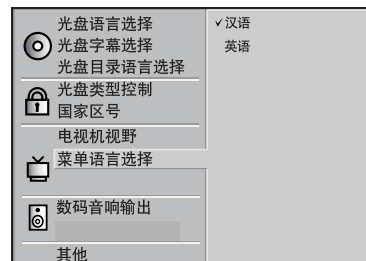 光盘语言选择
光盘字幕选择
光盘目录语言选择
光盘类型控制
国家区号
电视机视野
菜单语言选择
数码音响输出
其他
✓汉语
英语